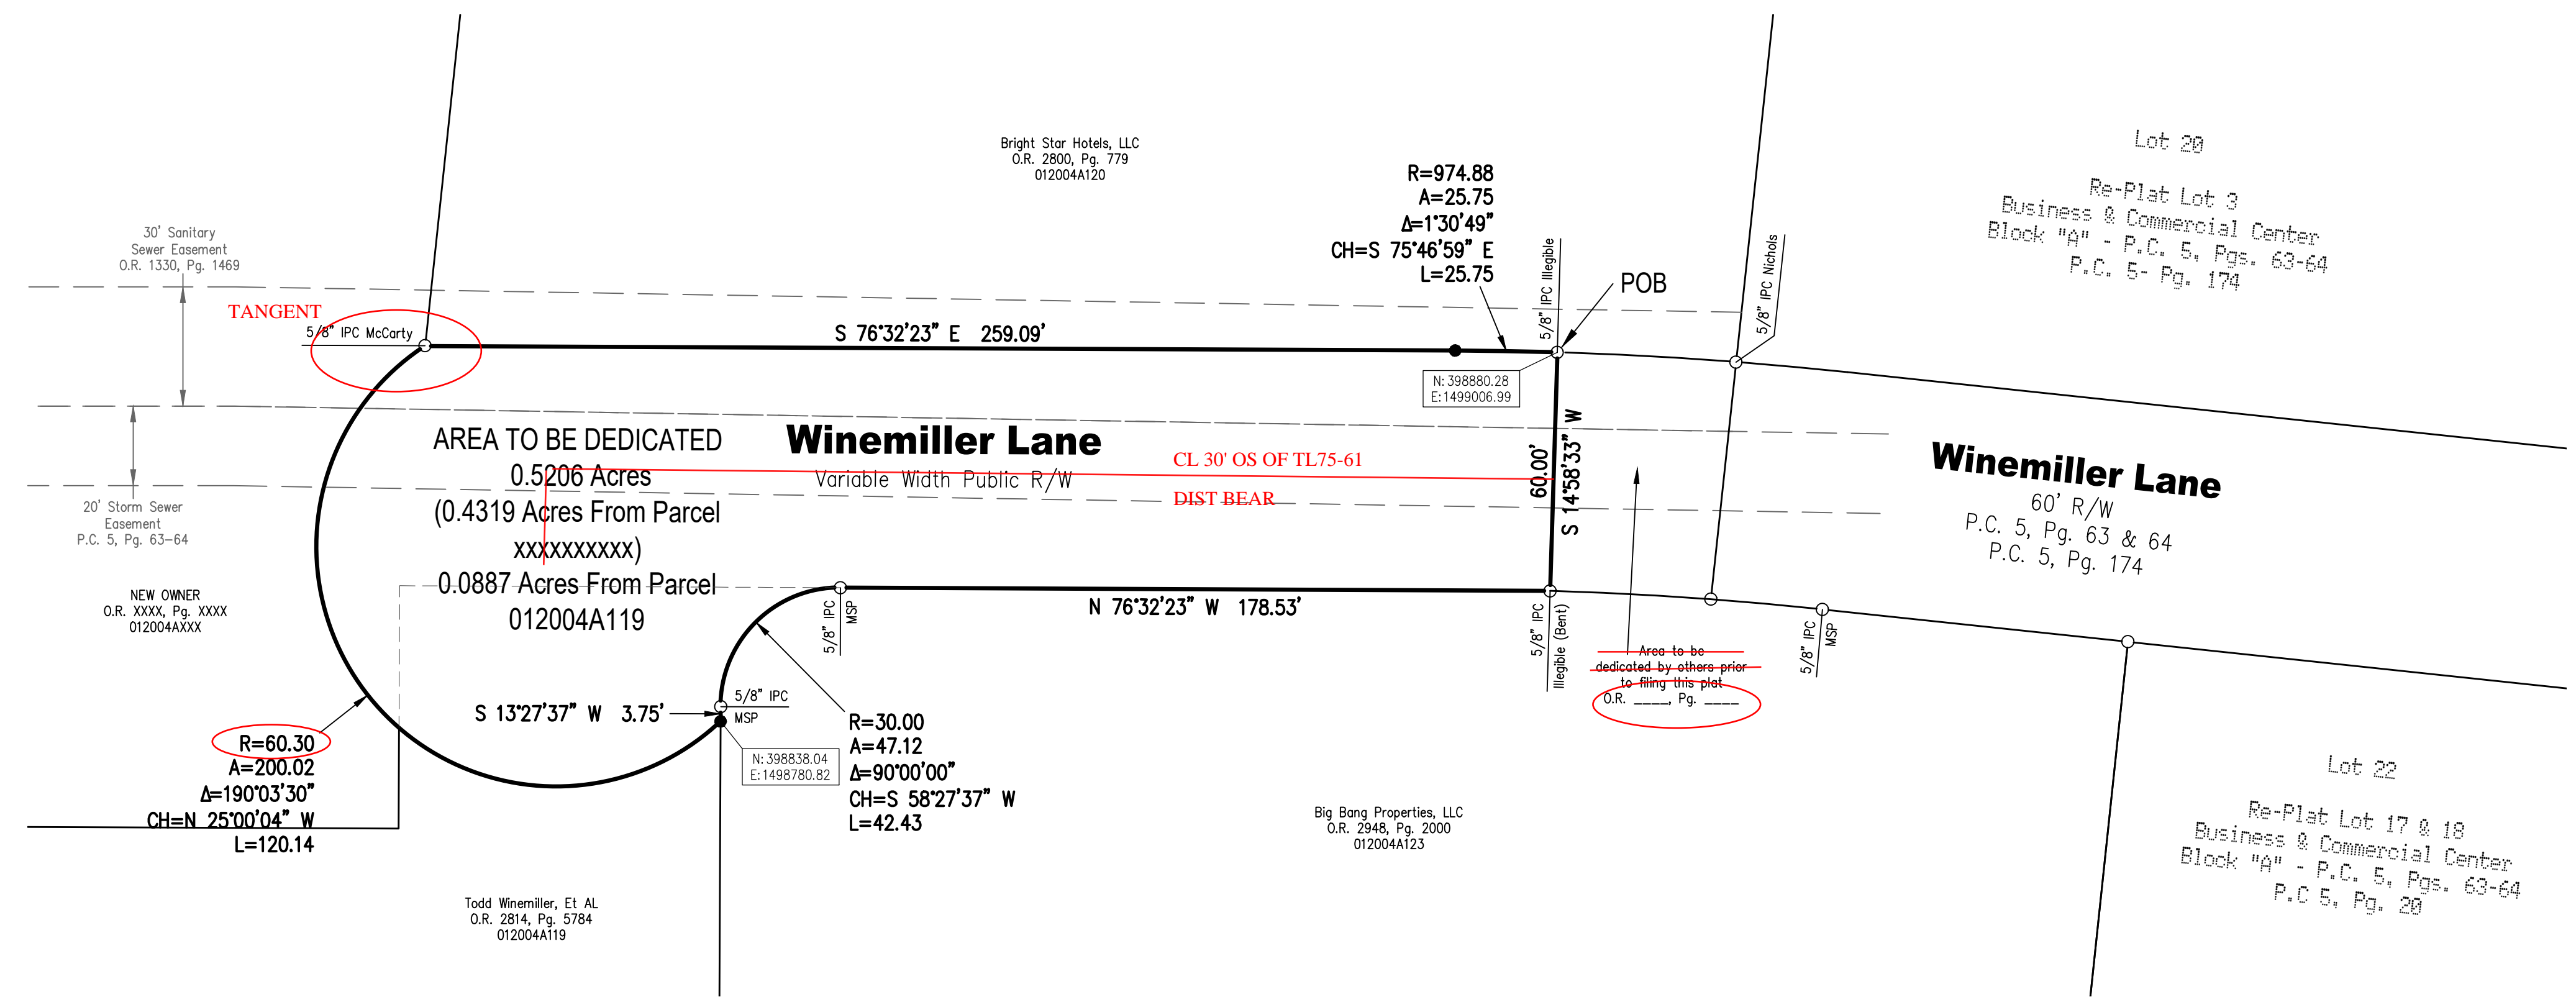 Bright Star Hotels, LLC
O.R. 2800, Pg. 779
012004A120
R=974.88
A=25.75
Δ=1°30'49"
CH=S 75°46'59" E
L=25.75
5/8" IPC Illegible
POB
5/8" IPC Nichols
Lot 20
Re-Plat Lot 3
Business & Commercial Center
Block "A" - P.C. 5, Pgs. 63-64
P.C. 5- Pg. 174
30' Sanitary
Sewer Easement
O.R. 1330, Pg. 1469
TANGENT
5/8" IPC McCarty
S 76°32'23" E 259.09'
N: 398880.28
E: 1499006.99
AREA TO BE DEDICATED
0.5206 Acres
(0.4319 Acres From Parcel
xxxxxxxxxx)
0.0887 Acres From Parcel
012004A119
Winemiller Lane
Variable Width Public R/W
CL 30' OS OF TL75-61
DIST BEAR
60.00'
S 14°58'33" W
Winemiller Lane
60' R/W
P.C. 5, Pg. 63 & 64
P.C. 5, Pg. 174
20' Storm Sewer
Easement
P.C. 5, Pg. 63-64
NEW OWNER
O.R. XXXX, Pg. XXXX
012004AXXX
5/8" IPC
MSP
N 76°32'23" W 178.53'
5/8" IPC
Illegible (Bent)
Area to be
dedicated by others prior
to filing this plat
O.R. ____, Pg. ____
5/8" IPC
MSP
S 13°27'37" W 3.75'
5/8" IPC
MSP
N: 398838.04
E: 1498780.82
R=30.00
A=47.12
Δ=90°00'00"
CH=S 58°27'37" W
L=42.43
R=60.30
A=200.02
Δ=190°03'30"
CH=N 25°00'04" W
L=120.14
Big Bang Properties, LLC
O.R. 2948, Pg. 2000
012004A123
Todd Winemiller, Et AL
O.R. 2814, Pg. 5784
012004A119
Lot 22
Re-Plat Lot 17 & 18
Business & Commercial Center
Block "A" - P.C. 5, Pgs. 63-64
P.C 5, Pg. 20